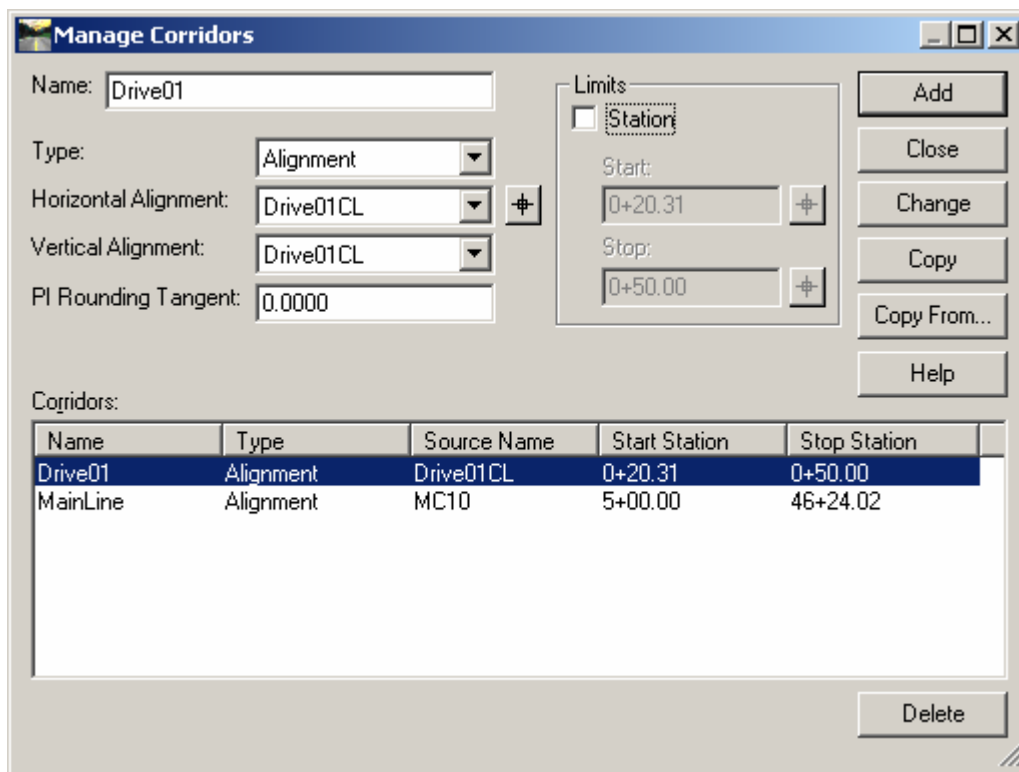 Manage Corridors
Name: Drive01
Type: Alignment
Horizontal Alignment: Drive01CL
Vertical Alignment: Drive01CL
PI Rounding Tangent: 0.0000
Limits
Station
Start:
0+20.31
Stop:
0+50.00
Add
Close
Change
Copy
Copy From...
Help
Corridors:
Name Type Source Name Start Station Stop Station
Drive01 Alignment Drive01CL 0+20.31 0+50.00
MainLine Alignment MC10 5+00.00 46+24.02
Delete